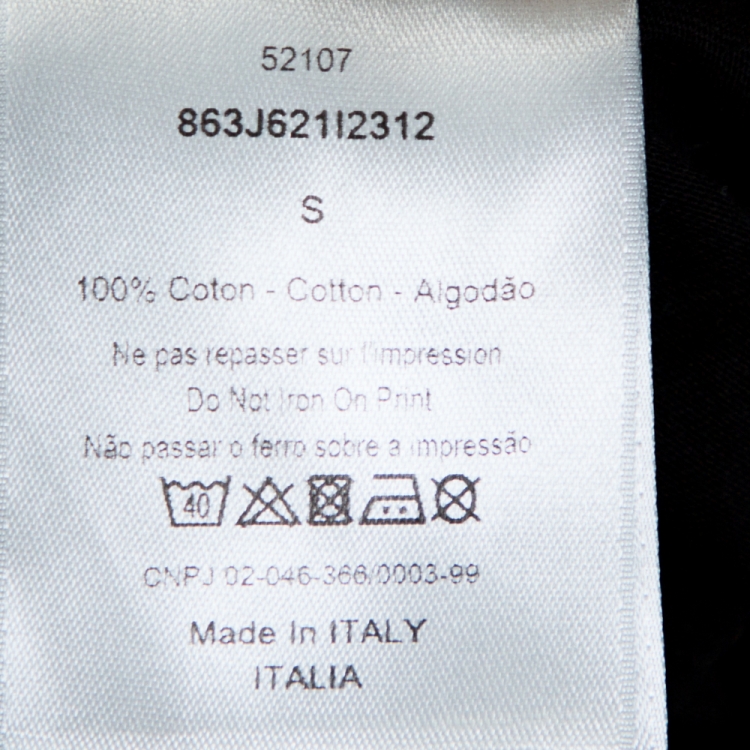 52107
863J621I2312
S
100% Coton - Cotton - Algodão
Ne pas repasser sur l'impression
Do Not Iron On Print
Não passar o ferro sobre a impressão
40
CNPJ 02-046-366/0003-99
Made In ITALY
ITALIA